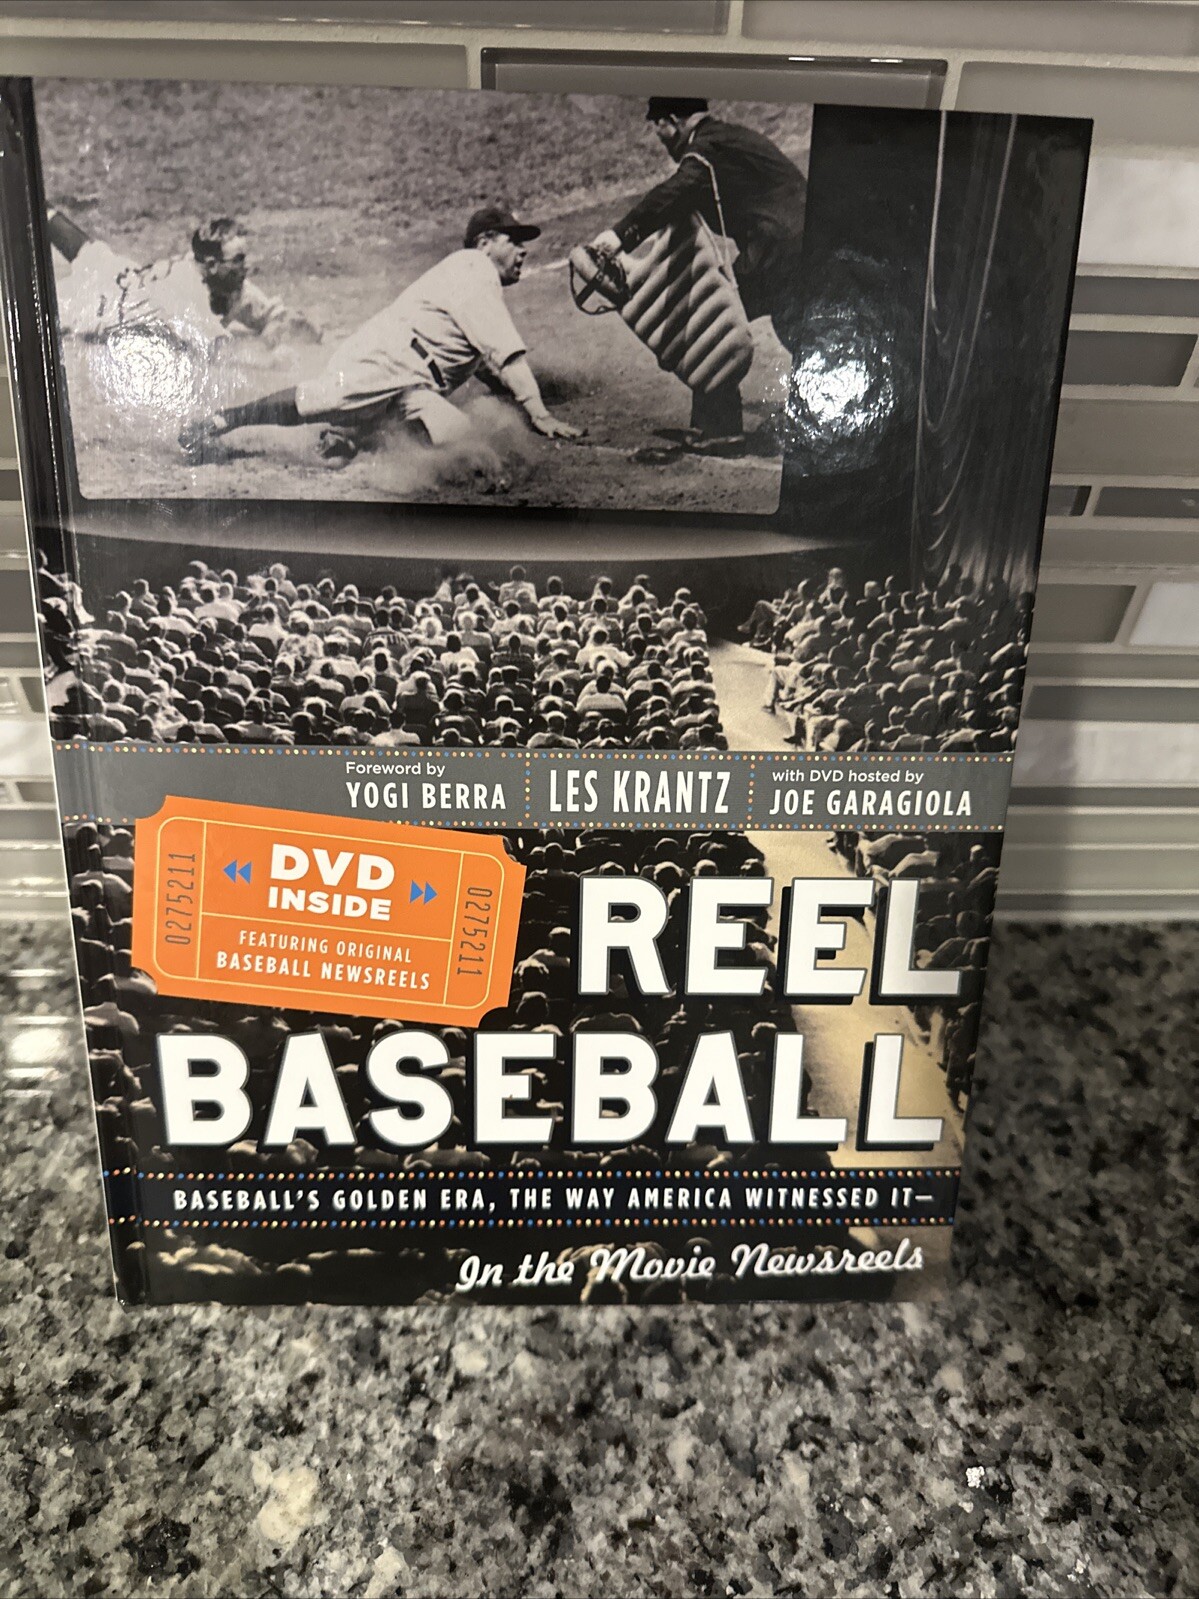 Foreword by
YOGI BERRA
LES KRANTZ
with DVD hosted by
JOE GARAGIOLA
DVD
INSIDE
0275211
0275211
FEATURING ORIGINAL
BASEBALL NEWSREELS
REEL
BASEBALL
BASEBALL'S GOLDEN ERA, THE WAY AMERICA WITNESSED IT—
In the Movie Newsreels